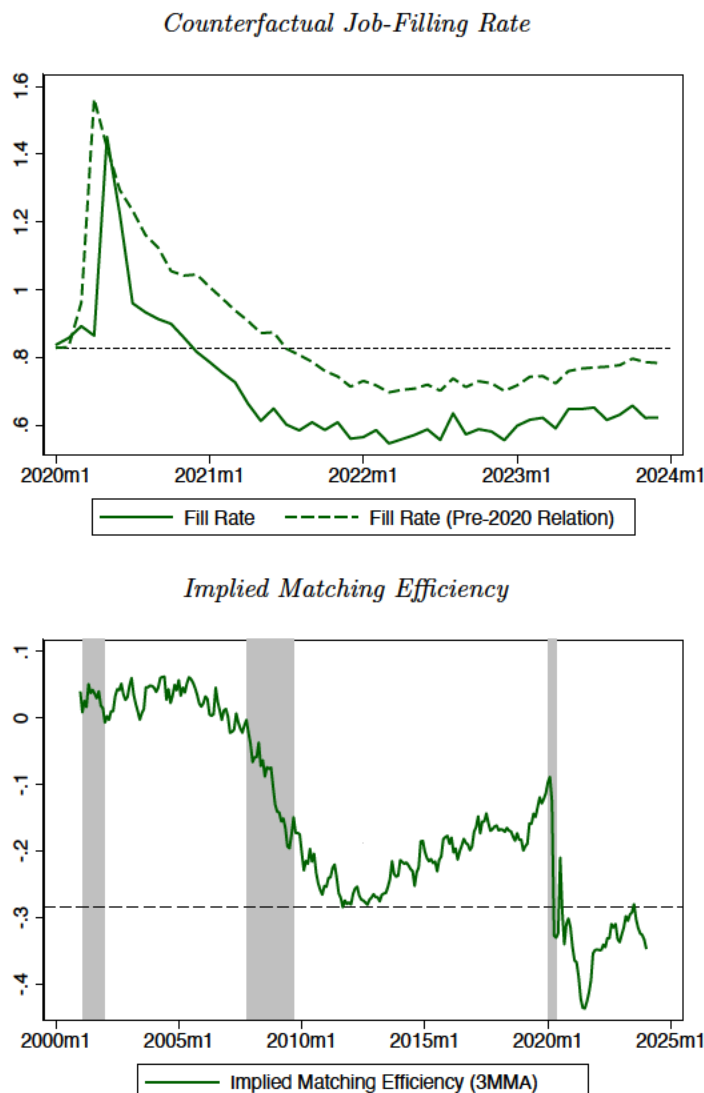 Counterfactual Job-Filling Rate
1.6
1.4
1.2
1
.8
.6
2020m1 2021m1 2022m1 2023m1 2024m1
Fill Rate Fill Rate (Pre-2020 Relation)
Implied Matching Efficiency
.1
0
-.1
-.2
-.3
-.4
2000m1 2005m1 2010m1 2015m1 2020m1 2025m1
Implied Matching Efficiency (3MMA)